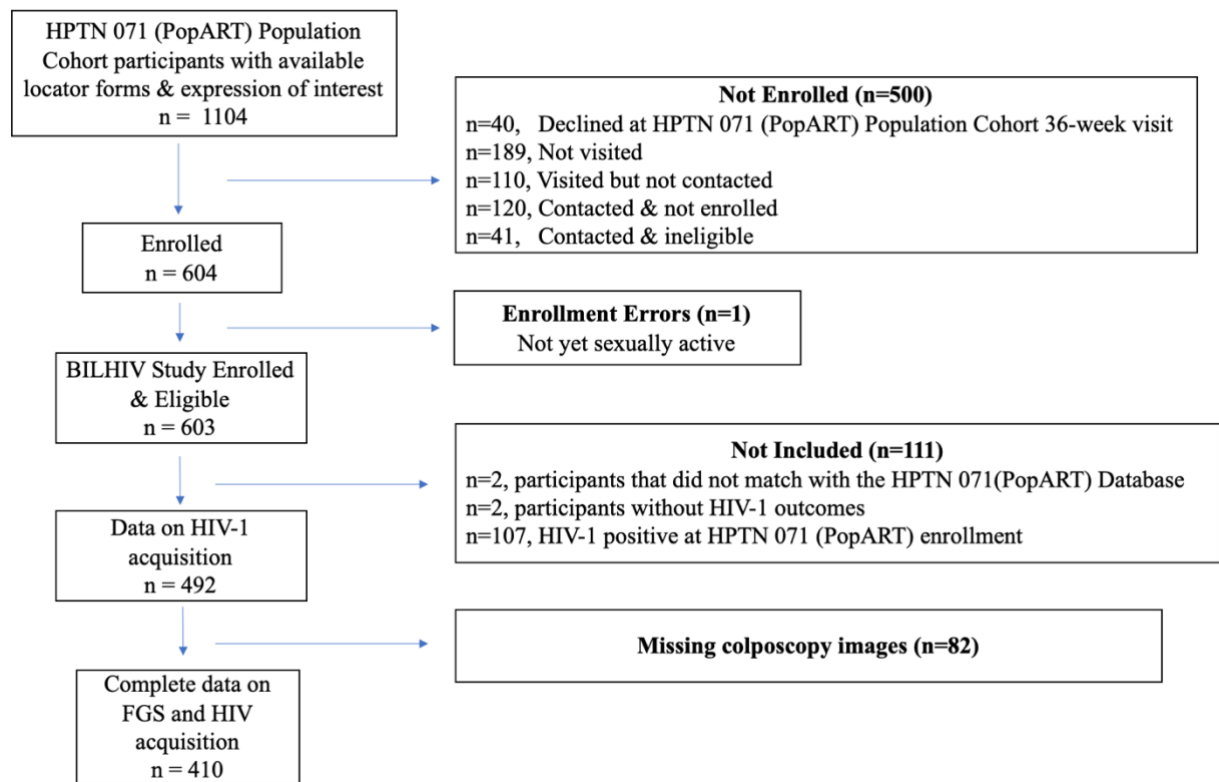 HPTN 071 (PopART) Population
Cohort participants with available
locator forms & expression of interest
n = 1104
Not Enrolled (n=500)
n=40, Declined at HPTN 071 (PopART) Population Cohort 36-week visit
n=189, Not visited
n=110, Visited but not contacted
n=120, Contacted & not enrolled
n=41, Contacted & ineligible
Enrolled
n = 604
Enrollment Errors (n=1)
Not yet sexually active
BILHIV Study Enrolled
& Eligible
n = 603
Not Included (n=111)
n=2, participants that did not match with the HPTN 071(PopART) Database
n=2, participants without HIV-1 outcomes
n=107, HIV-1 positive at HPTN 071 (PopART) enrollment
Data on HIV-1
acquisition
n = 492
Missing colposcopy images (n=82)
Complete data on
FGS and HIV
acquisition
n = 410